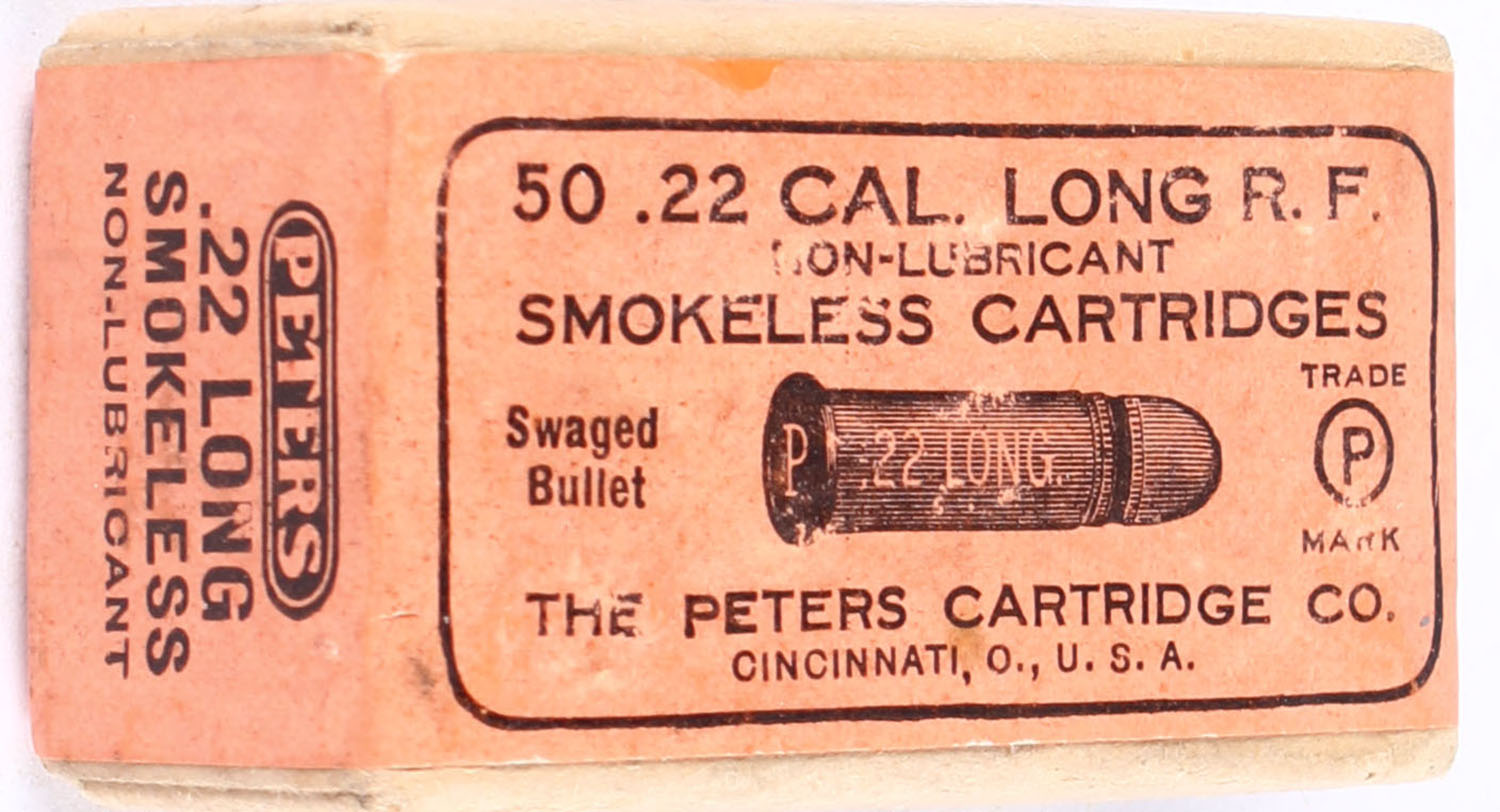 50 .22 CAL. LONG R. F.
NON-LUBRICANT
SMOKELESS CARTRIDGES
Swaged
Bullet
P .22 LONG.
TRADE
P
MARK
THE PETERS CARTRIDGE CO.
CINCINNATI, O., U. S. A.
PETERS
.22 LONG
SMOKELESS
NON-LUBRICANT